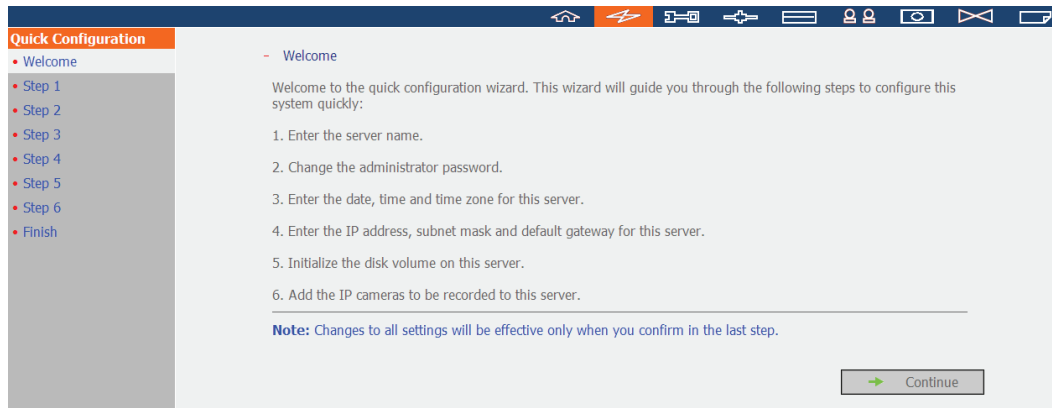 Quick Configuration
• Welcome
• Step 1
• Step 2
• Step 3
• Step 4
• Step 5
• Step 6
• Finish
- Welcome
Welcome to the quick configuration wizard. This wizard will guide you through the following steps to configure this
system quickly:
1. Enter the server name.
2. Change the administrator password.
3. Enter the date, time and time zone for this server.
4. Enter the IP address, subnet mask and default gateway for this server.
5. Initialize the disk volume on this server.
6. Add the IP cameras to be recorded to this server.
Note: Changes to all settings will be effective only when you confirm in the last step.
Continue